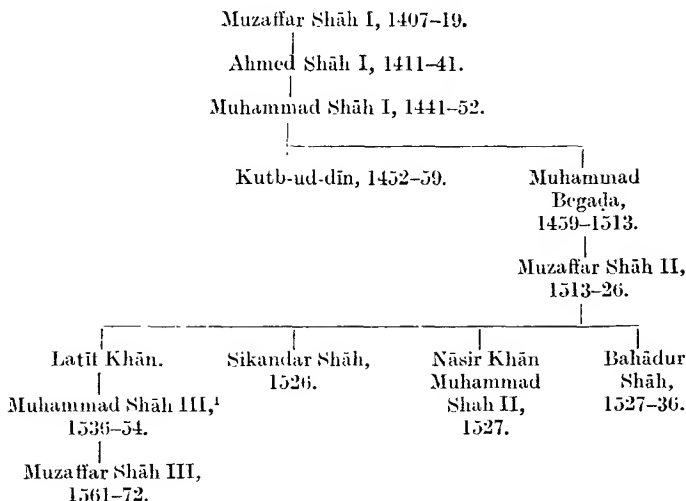 Muzaffar Shāh I, 1407–19.
Ahmed Shāh I, 1411–41.
Muhammad Shāh I, 1441–52.
Kutb-ud-dīn, 1452–59.
Muhammad
Begaḍa,
1459–1513.
Muzaffar Shāh II,
1513–26.
Latīf Khān.
Sikandar Shāh,
1526.
Nāsir Khān
Muhammad
Shah II,
1527.
Bahādur
Shāh,
1527–36.
Muhammad Shāh III,¹
1536–54.
Muzaffar Shāh III,
1561–72.